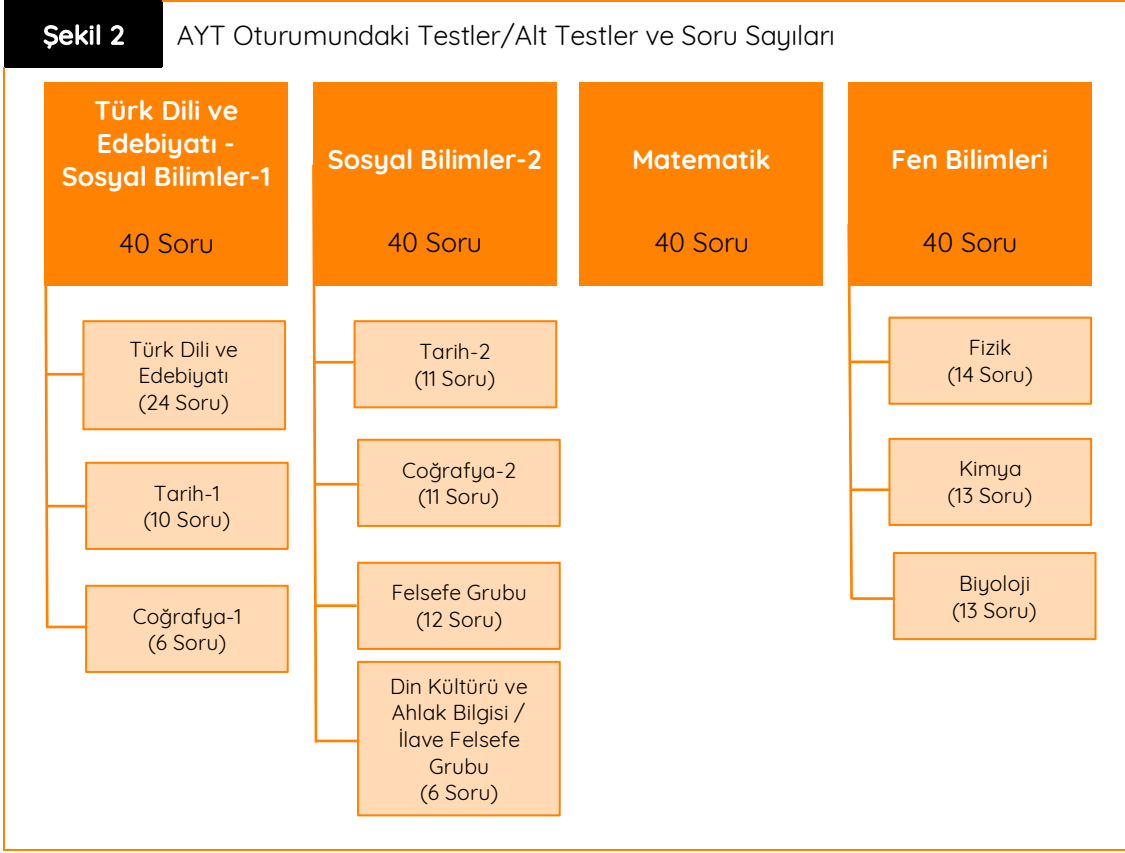 Şekil 2
AYT Oturumundaki Testler/Alt Testler ve Soru Sayıları
Türk Dili ve
Edebiyatı -
Sosyal Bilimler-1
40 Soru
Türk Dili ve
Edebiyatı
(24 Soru)
Tarih-1
(10 Soru)
Coğrafya-1
(6 Soru)
Sosyal Bilimler-2
40 Soru
Tarih-2
(11 Soru)
Coğrafya-2
(11 Soru)
Felsefe Grubu
(12 Soru)
Din Kültürü ve
Ahlak Bilgisi /
İlave Felsefe
Grubu
(6 Soru)
Matematik
40 Soru
Fen Bilimleri
40 Soru
Fizik
(14 Soru)
Kimya
(13 Soru)
Biyoloji
(13 Soru)